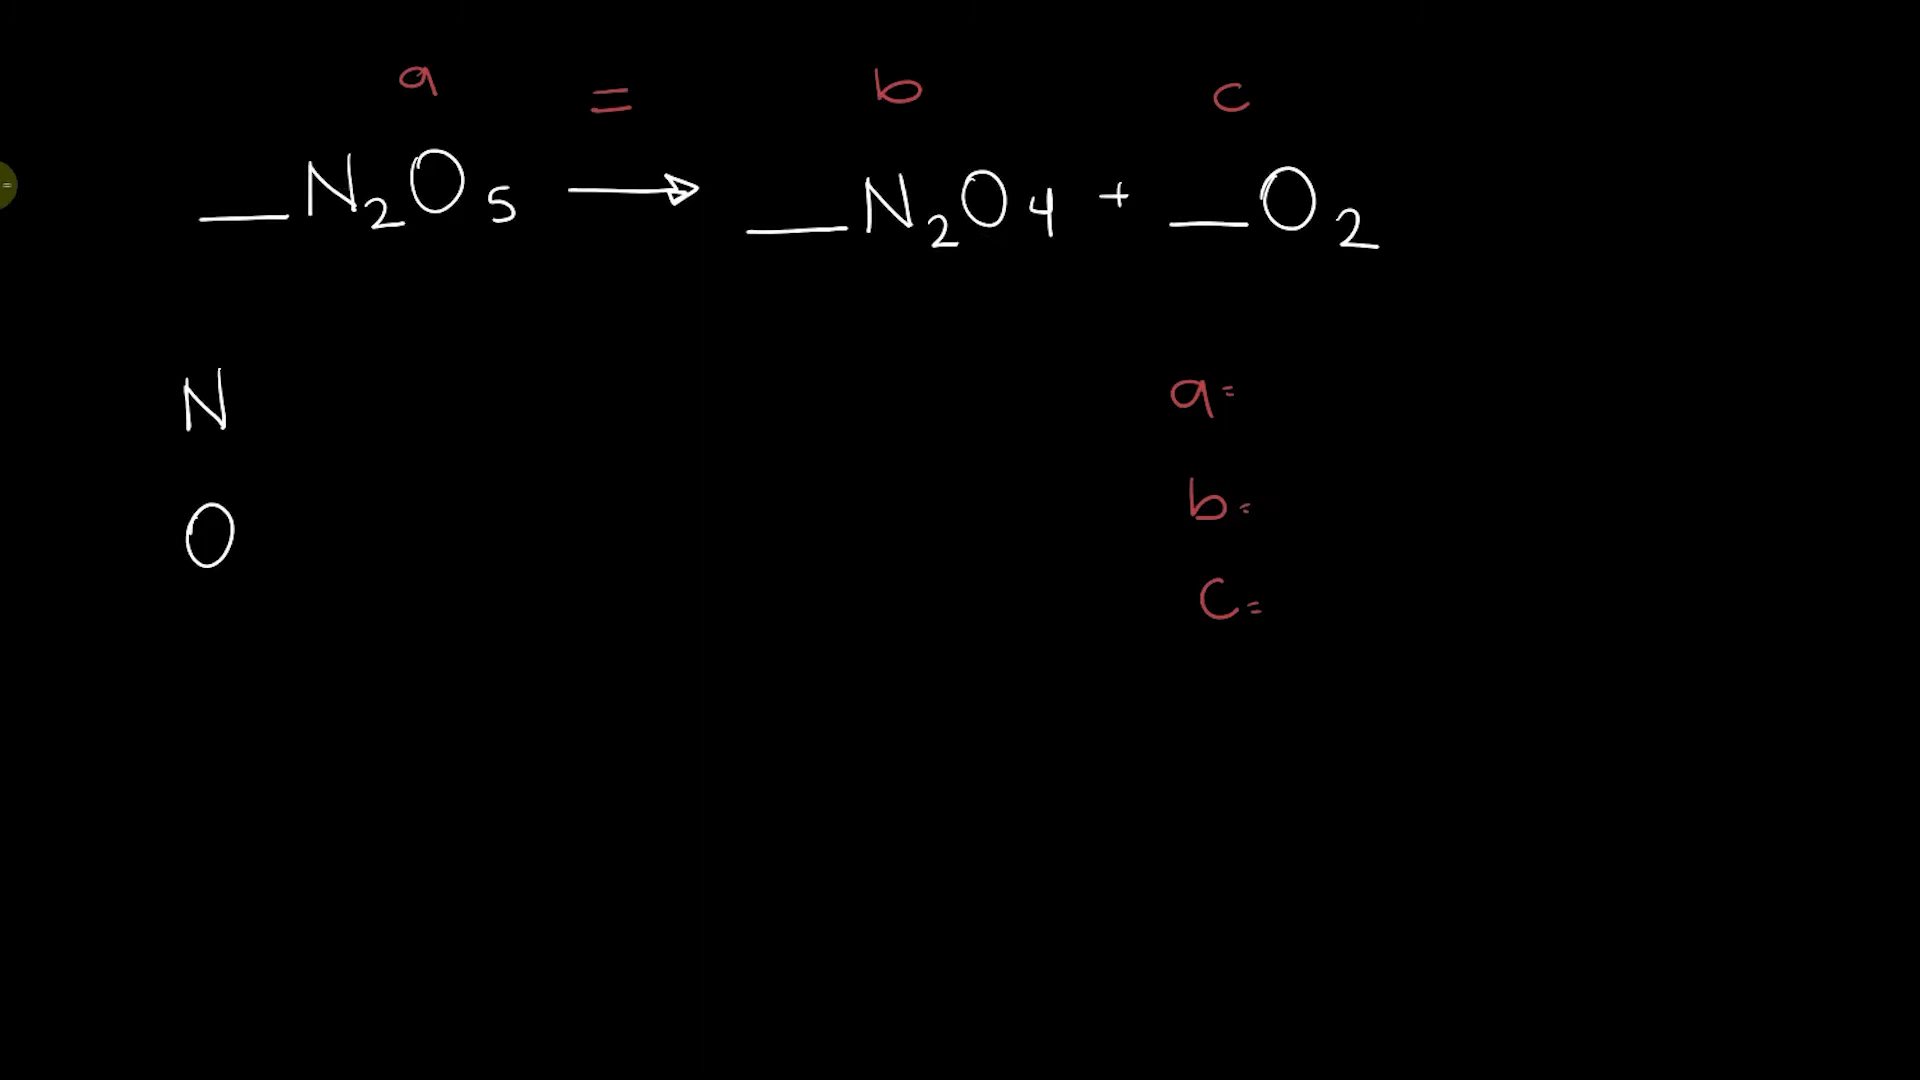 a = b c
__N₂O₅ → __N₂O₄ + __O₂
=
N
a=
b=
O
c=